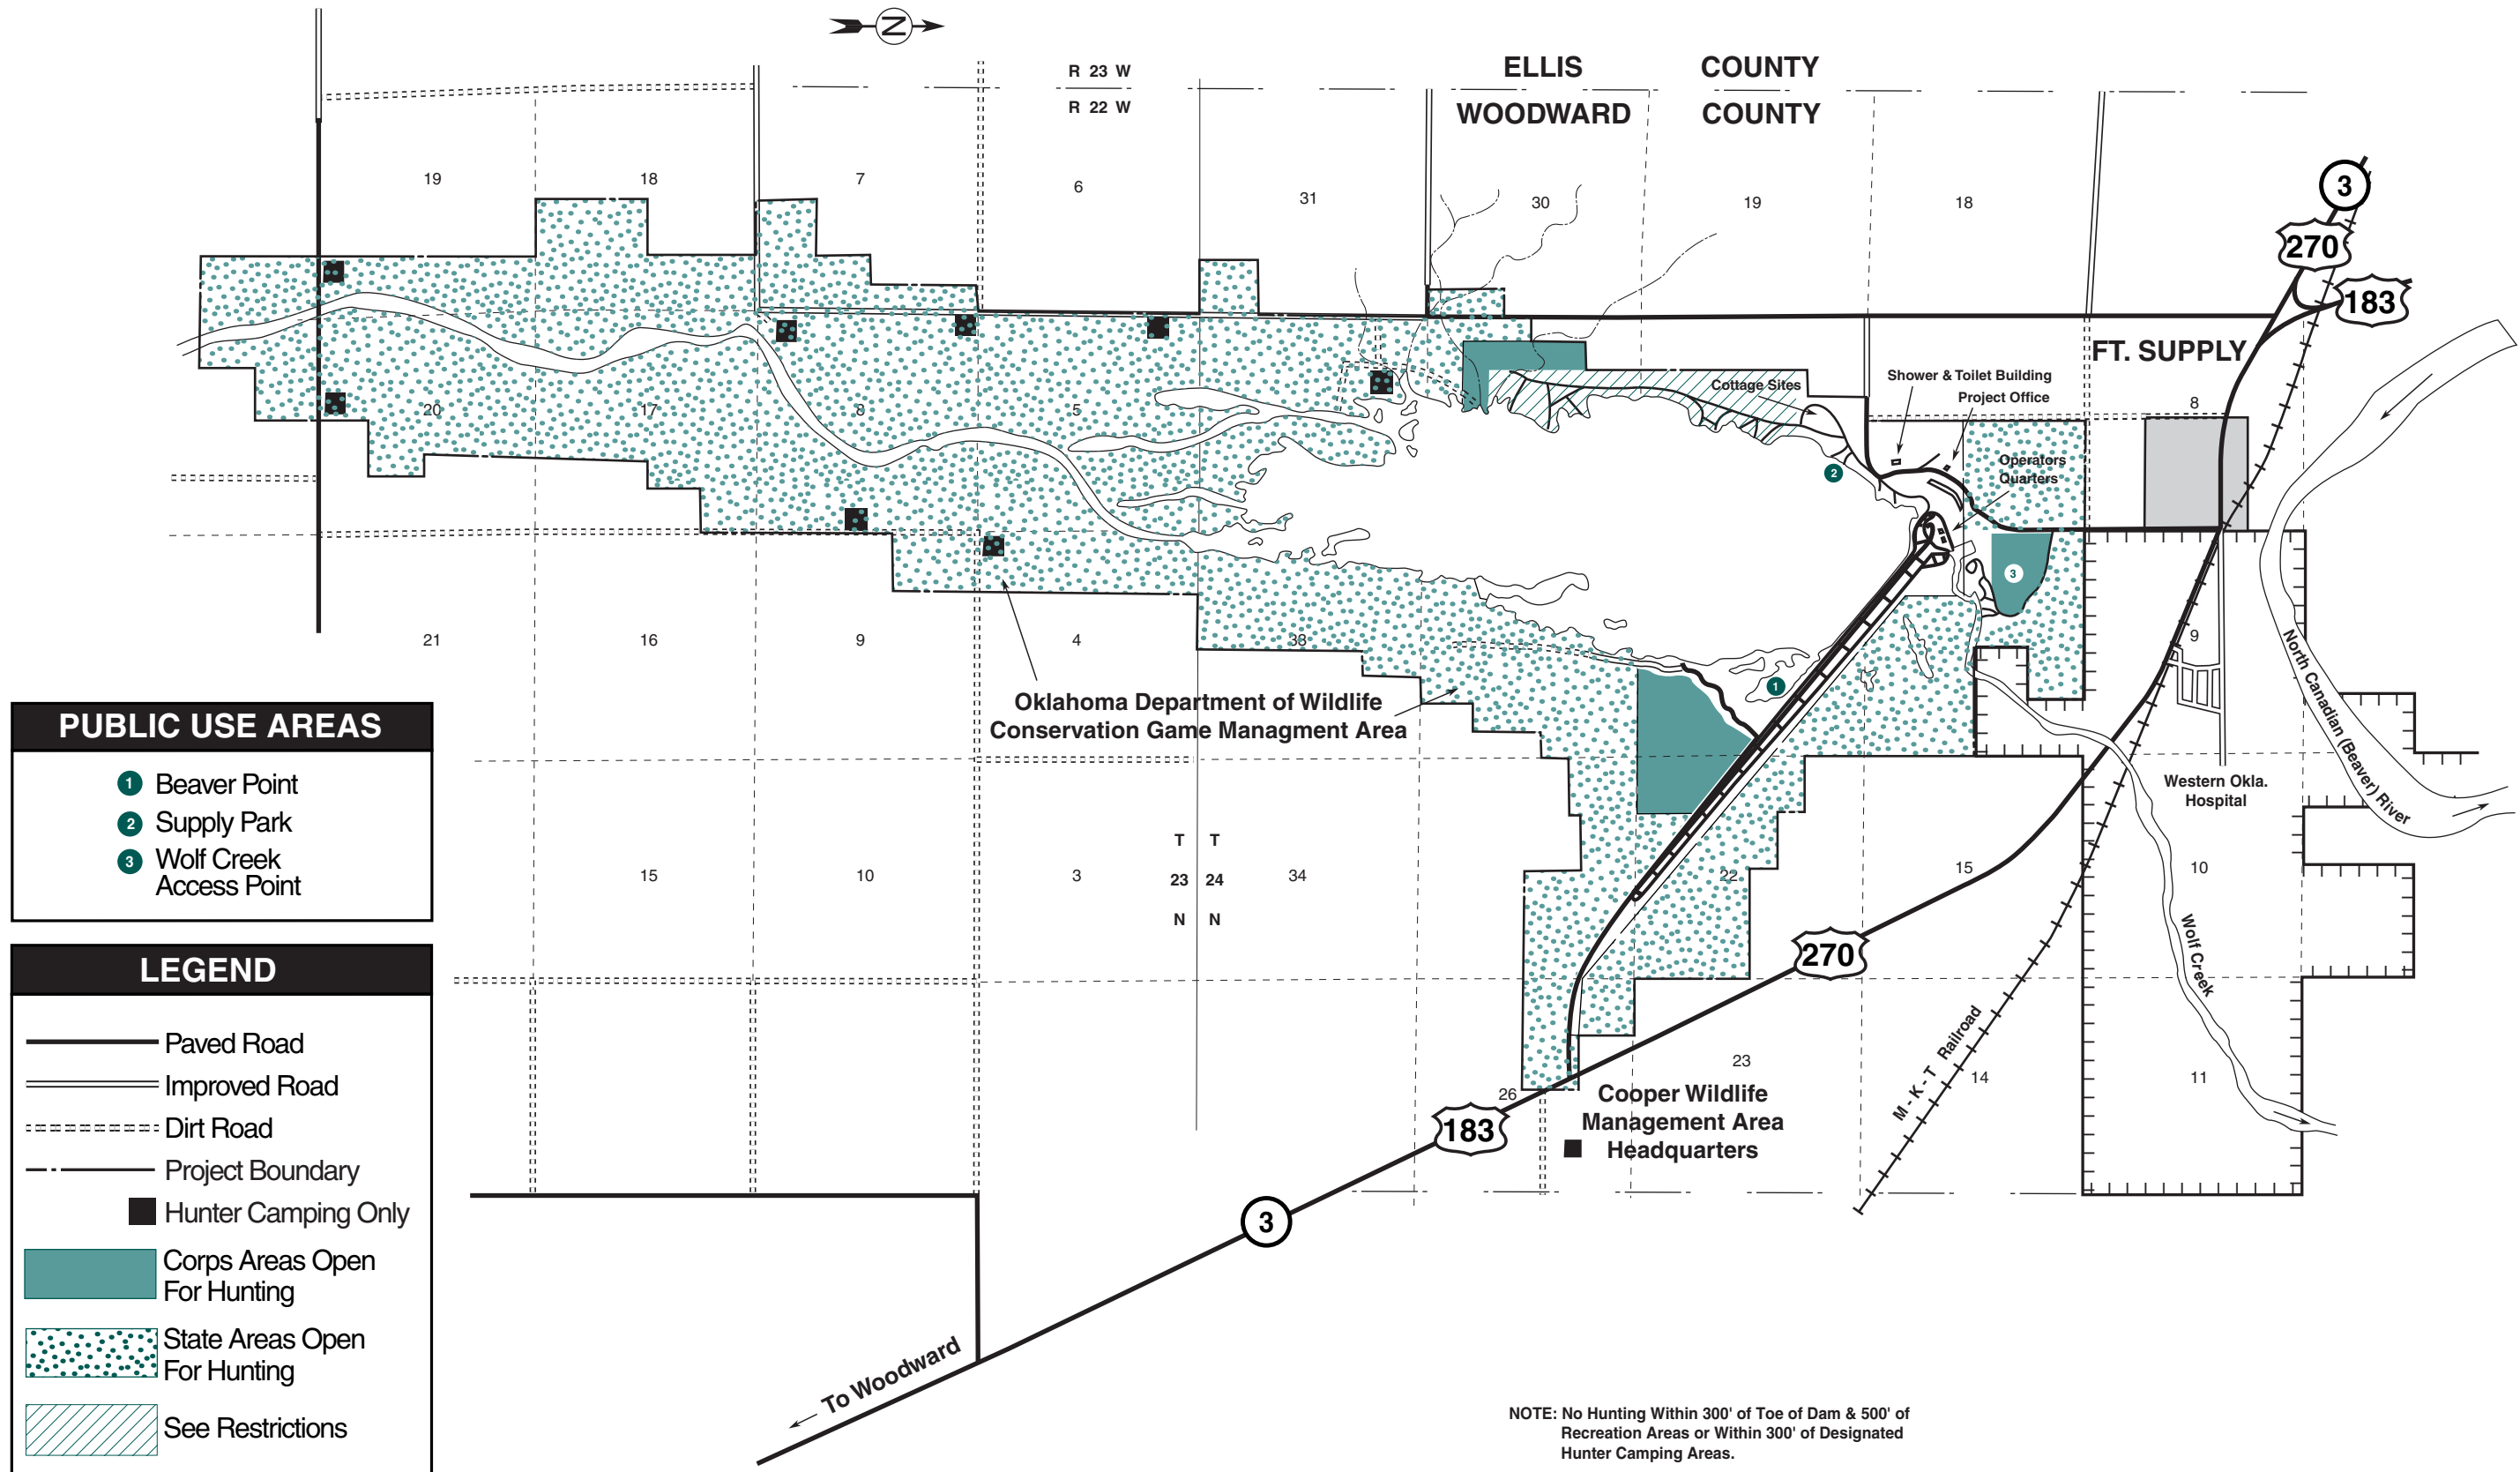 N
R 23 W
R 22 W
ELLIS COUNTY
WOODWARD COUNTY
19
18
7
6
31
30
19
18
3
270
183
FT. SUPPLY
Cottage Sites
Shower & Toilet Building
Project Office
8
20
17
8
5
2
Operators
Quarters
3
21
16
9
4
33
1
9
North Canadian (Beaver) River
Oklahoma Department of Wildlife
Conservation Game Managment Area
Western Okla.
Hospital
PUBLIC USE AREAS
1 Beaver Point
2 Supply Park
3 Wolf Creek
Access Point
T T
23 24
N N
15
10
3
34
22
15
10
Wolf Creek
270
LEGEND
Paved Road
Improved Road
Dirt Road
Project Boundary
Hunter Camping Only
Corps Areas Open
For Hunting
State Areas Open
For Hunting
See Restrictions
M - K - T Railroad
23
14
11
26
183
Cooper Wildlife
Management Area
Headquarters
3
To Woodward
NOTE: No Hunting Within 300' of Toe of Dam & 500' of
Recreation Areas or Within 300' of Designated
Hunter Camping Areas.